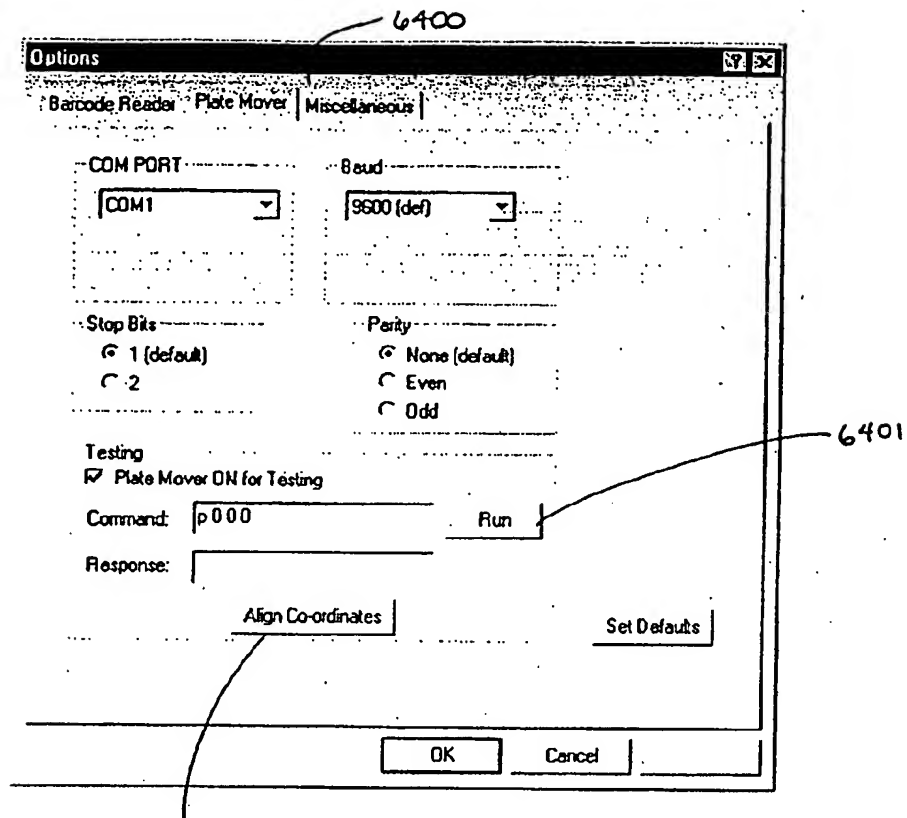 6400
Options
Barcode Reader Plate Mover Miscellaneous
COM PORT Baud
COM1 9600 (def)
Stop Bits Parity
1 (default) None (default)
2 Even
Odd
6401
Testing
Plate Mover ON for Testing
Command: p 0 0 0 Run
Response:
Align Co-ordinates Set Defaults
OK Cancel